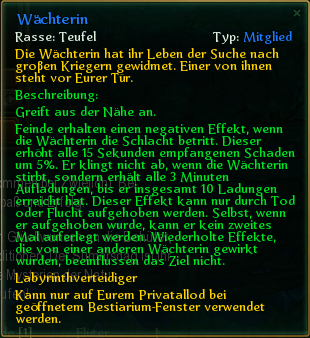 Wächterin
Rasse: Teufel Typ: Mitglied
Die Wächterin hat ihr Leben der Suche nach
großen Kriegern gewidmet. Einer von ihnen
steht vor Eurer Tür.
Beschreibung:
Greift aus der Nähe an.
Feinde erhalten einen negativen Effekt, wenn
die Wächterin die Schlacht betritt. Dieser
erhöht alle 15 Sekunden empfangenen Schaden
um 5%. Er klingt nicht ab, wenn die Wächterin
stirbt, sondern erhält alle 3 Minuten
Aufladungen, bis er insgesamt 10 Ladungen
erreicht hat. Dieser Effekt kann nur durch Tod
oder Flucht aufgehoben werden. Selbst, wenn
er aufgehoben wurde, kann er kein zweites
Mal auferlegt werden. Wiederholte Effekte,
die von einer anderen Wächterin gewirkt
wurden, beeinflussen das Ziel nicht.
Labyrinthverteidiger
Kann nur auf Eurem Privatallod bei
geöffnetem Bestiarium-Fenster verwendet
werden.